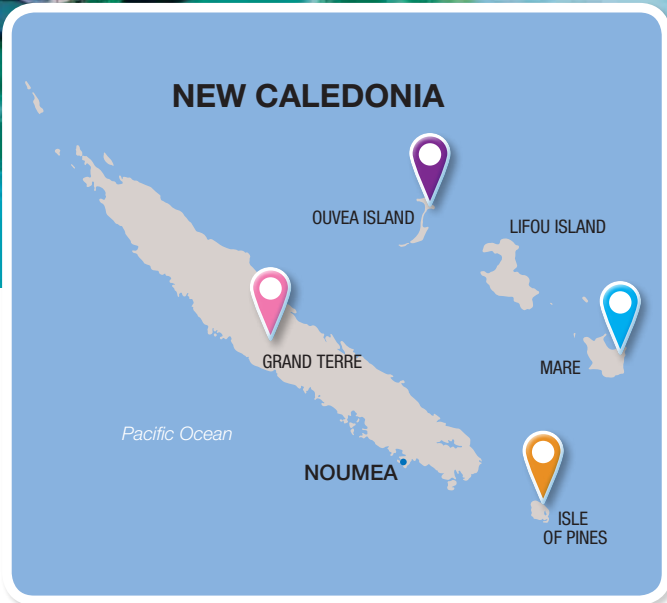 NEW CALEDONIA
OUVEA ISLAND
LIFOU ISLAND
GRAND TERRE
MARE
Pacific Ocean
NOUMEA
ISLE
OF PINES